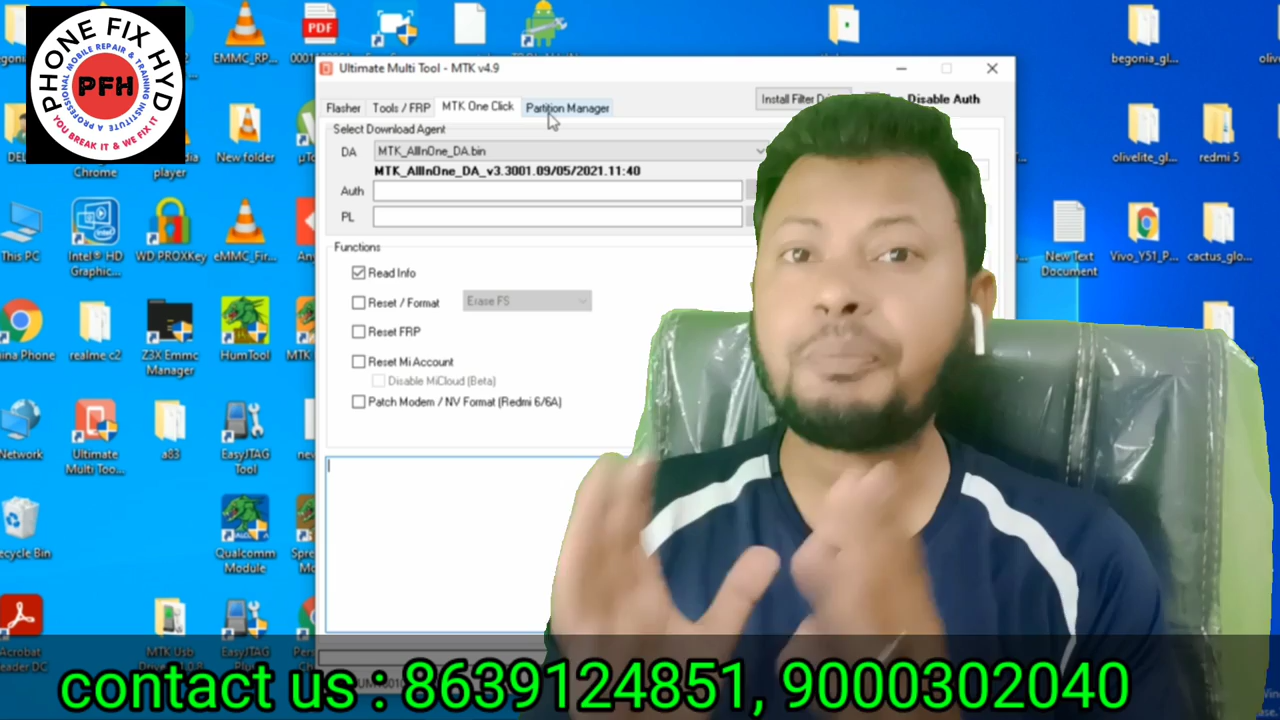 PHONE FIX HYD
A PROFESSIONAL MOBILE REPAIR & TRAINING INSTITUTE
PFH
YOU BREAK IT & WE FIX IT
EMMC_RP...
PDF
begonia_gl...
Ultimate Multi Tool - MTK v4.9
Flasher
Tools / FRP
MTK One Click
Partition Manager
Install Filter
Disable Auth
Select Download Agent
DA
MTK_AllInOne_DA.bin
MTK_AllInOne_DA_v3.3001.09/05/2021.11:40
Auth
PL
Functions
Read Info
Reset / Format
Erase FS
Reset FRP
Reset Mi Account
Disable MiCloud (Beta)
Patch Modem / NV Format (Redmi 6/6A)
Chrome
player
New folder
olivelite_gl...
redmi 5
This PC
Intel® HD
Graphic...
WD PROXKey
eMMC_Fir...
New Text
Document
Vivo_Y51_P...
cactus_glo...
Phone
realme c2
Z3X Emmc
Manager
HumTool
MTK
Network
Ultimate
Multi Too...
a83
EasyJTAG
Tool
Bin
Qualcomm
Module
DC
MTK Usb
EasyJTAG
contact us : 8639124851, 9000302040